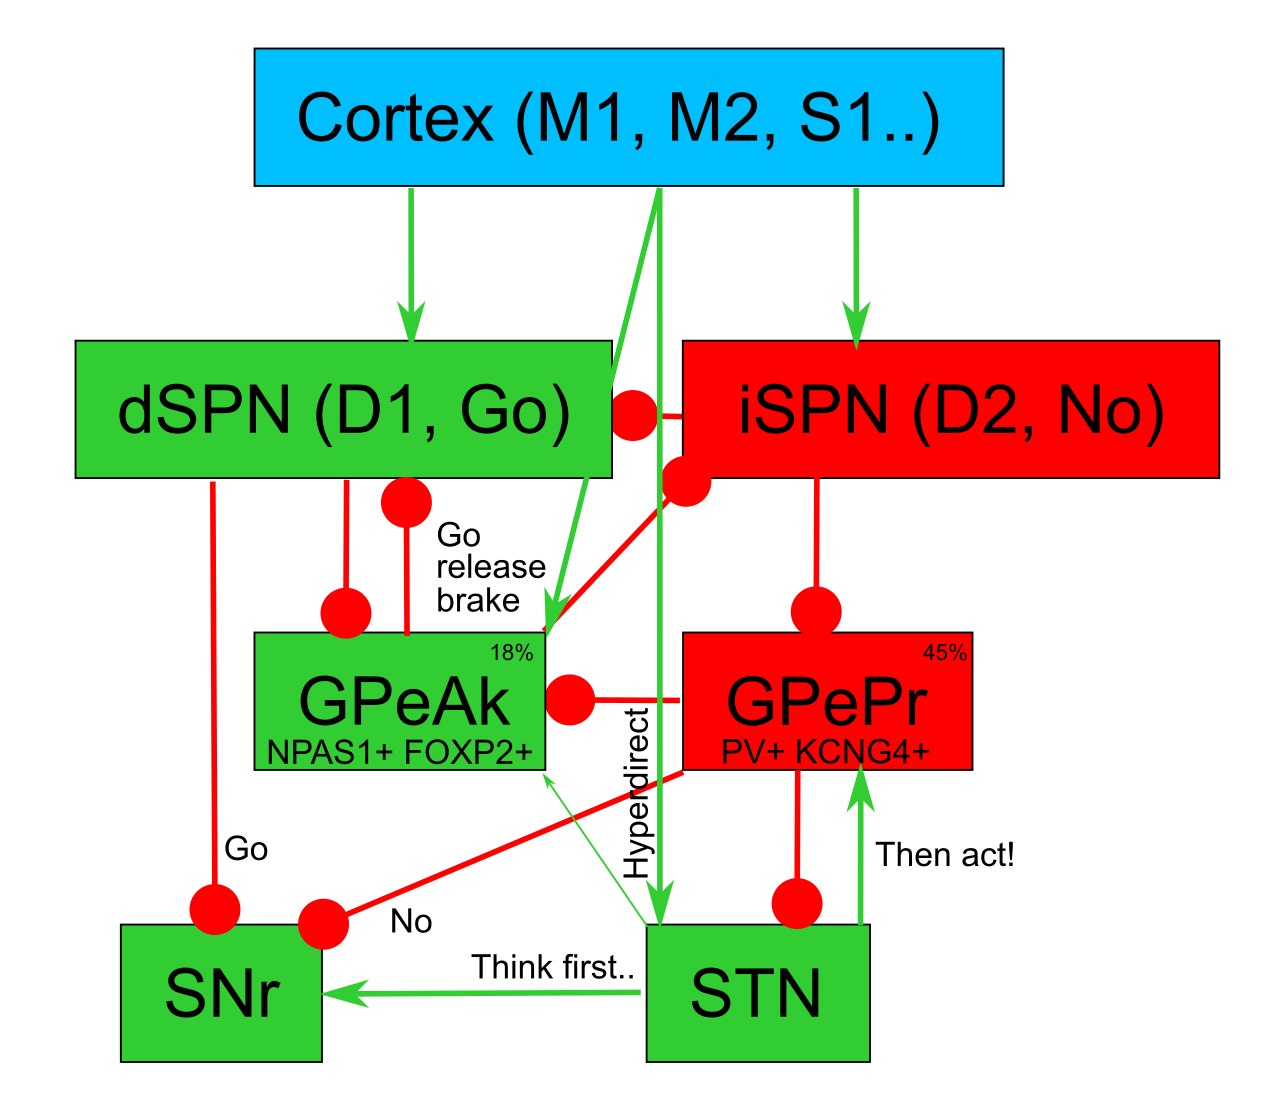 Cortex (M1, M2, S1..)
dSPN (D1, Go)
iSPN (D2, No)
Go
release
brake
18%
GPeAk
NPAS1+ FOXP2+
45%
GPePr
PV+ KCNG4+
Hyperdirect
Go
Then act!
No
Think first..
SNr
STN